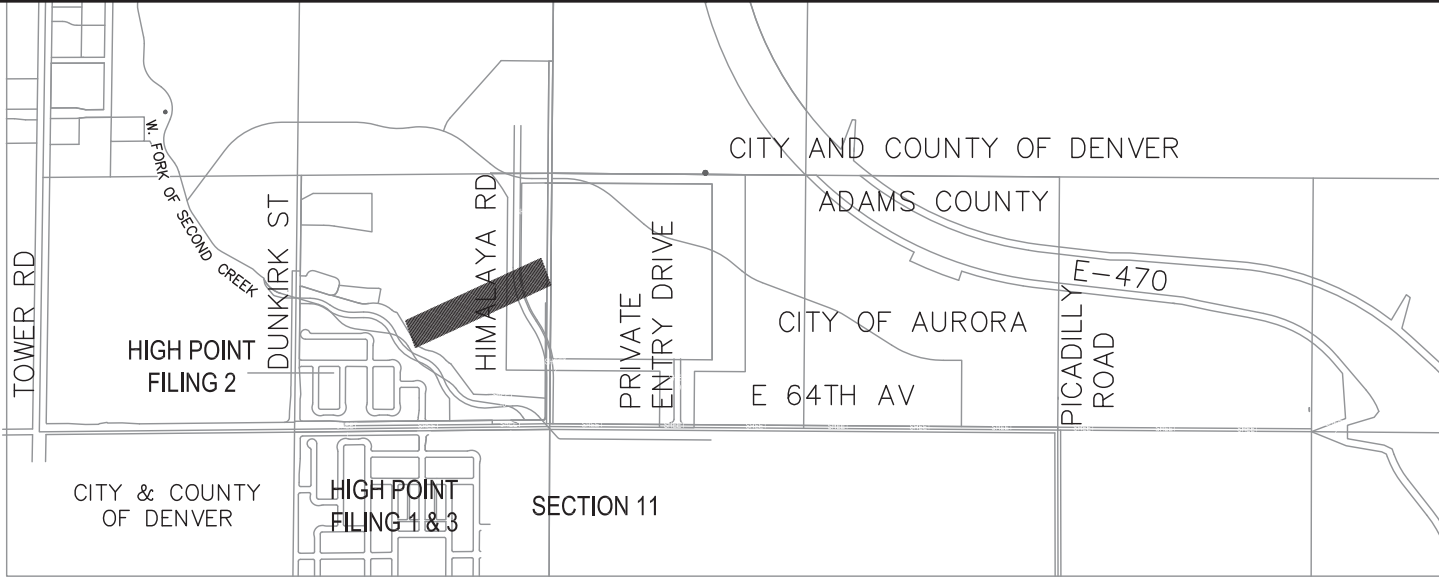 CITY AND COUNTY OF DENVER
ADAMS COUNTY
W. FORK OF SECOND CREEK
TOWER RD
DUNKIRK ST
HIMALAYA RD
PRIVATE
ENTRY DRIVE
E-470
CITY OF AURORA
PICADILLY
ROAD
HIGH POINT
FILING 2
E 64TH AV
CITY & COUNTY
OF DENVER
HIGH POINT
FILING 1 & 3
SECTION 11